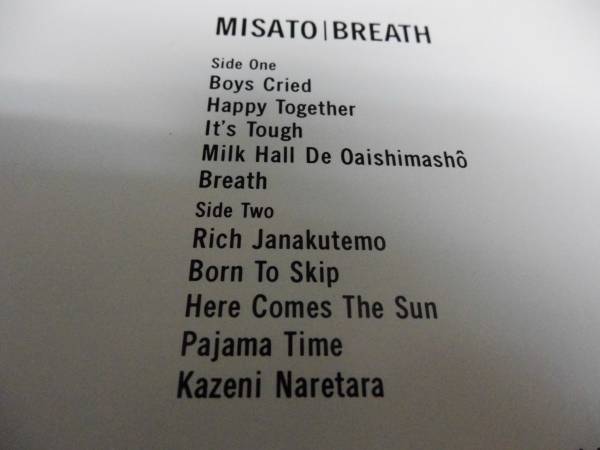 MISATO|BREATH
Side One
Boys Cried
Happy Together
It's Tough
Milk Hall De Oaishimashô
Breath
Side Two
Rich Janakutemo
Born To Skip
Here Comes The Sun
Pajama Time
Kazeni Naretara